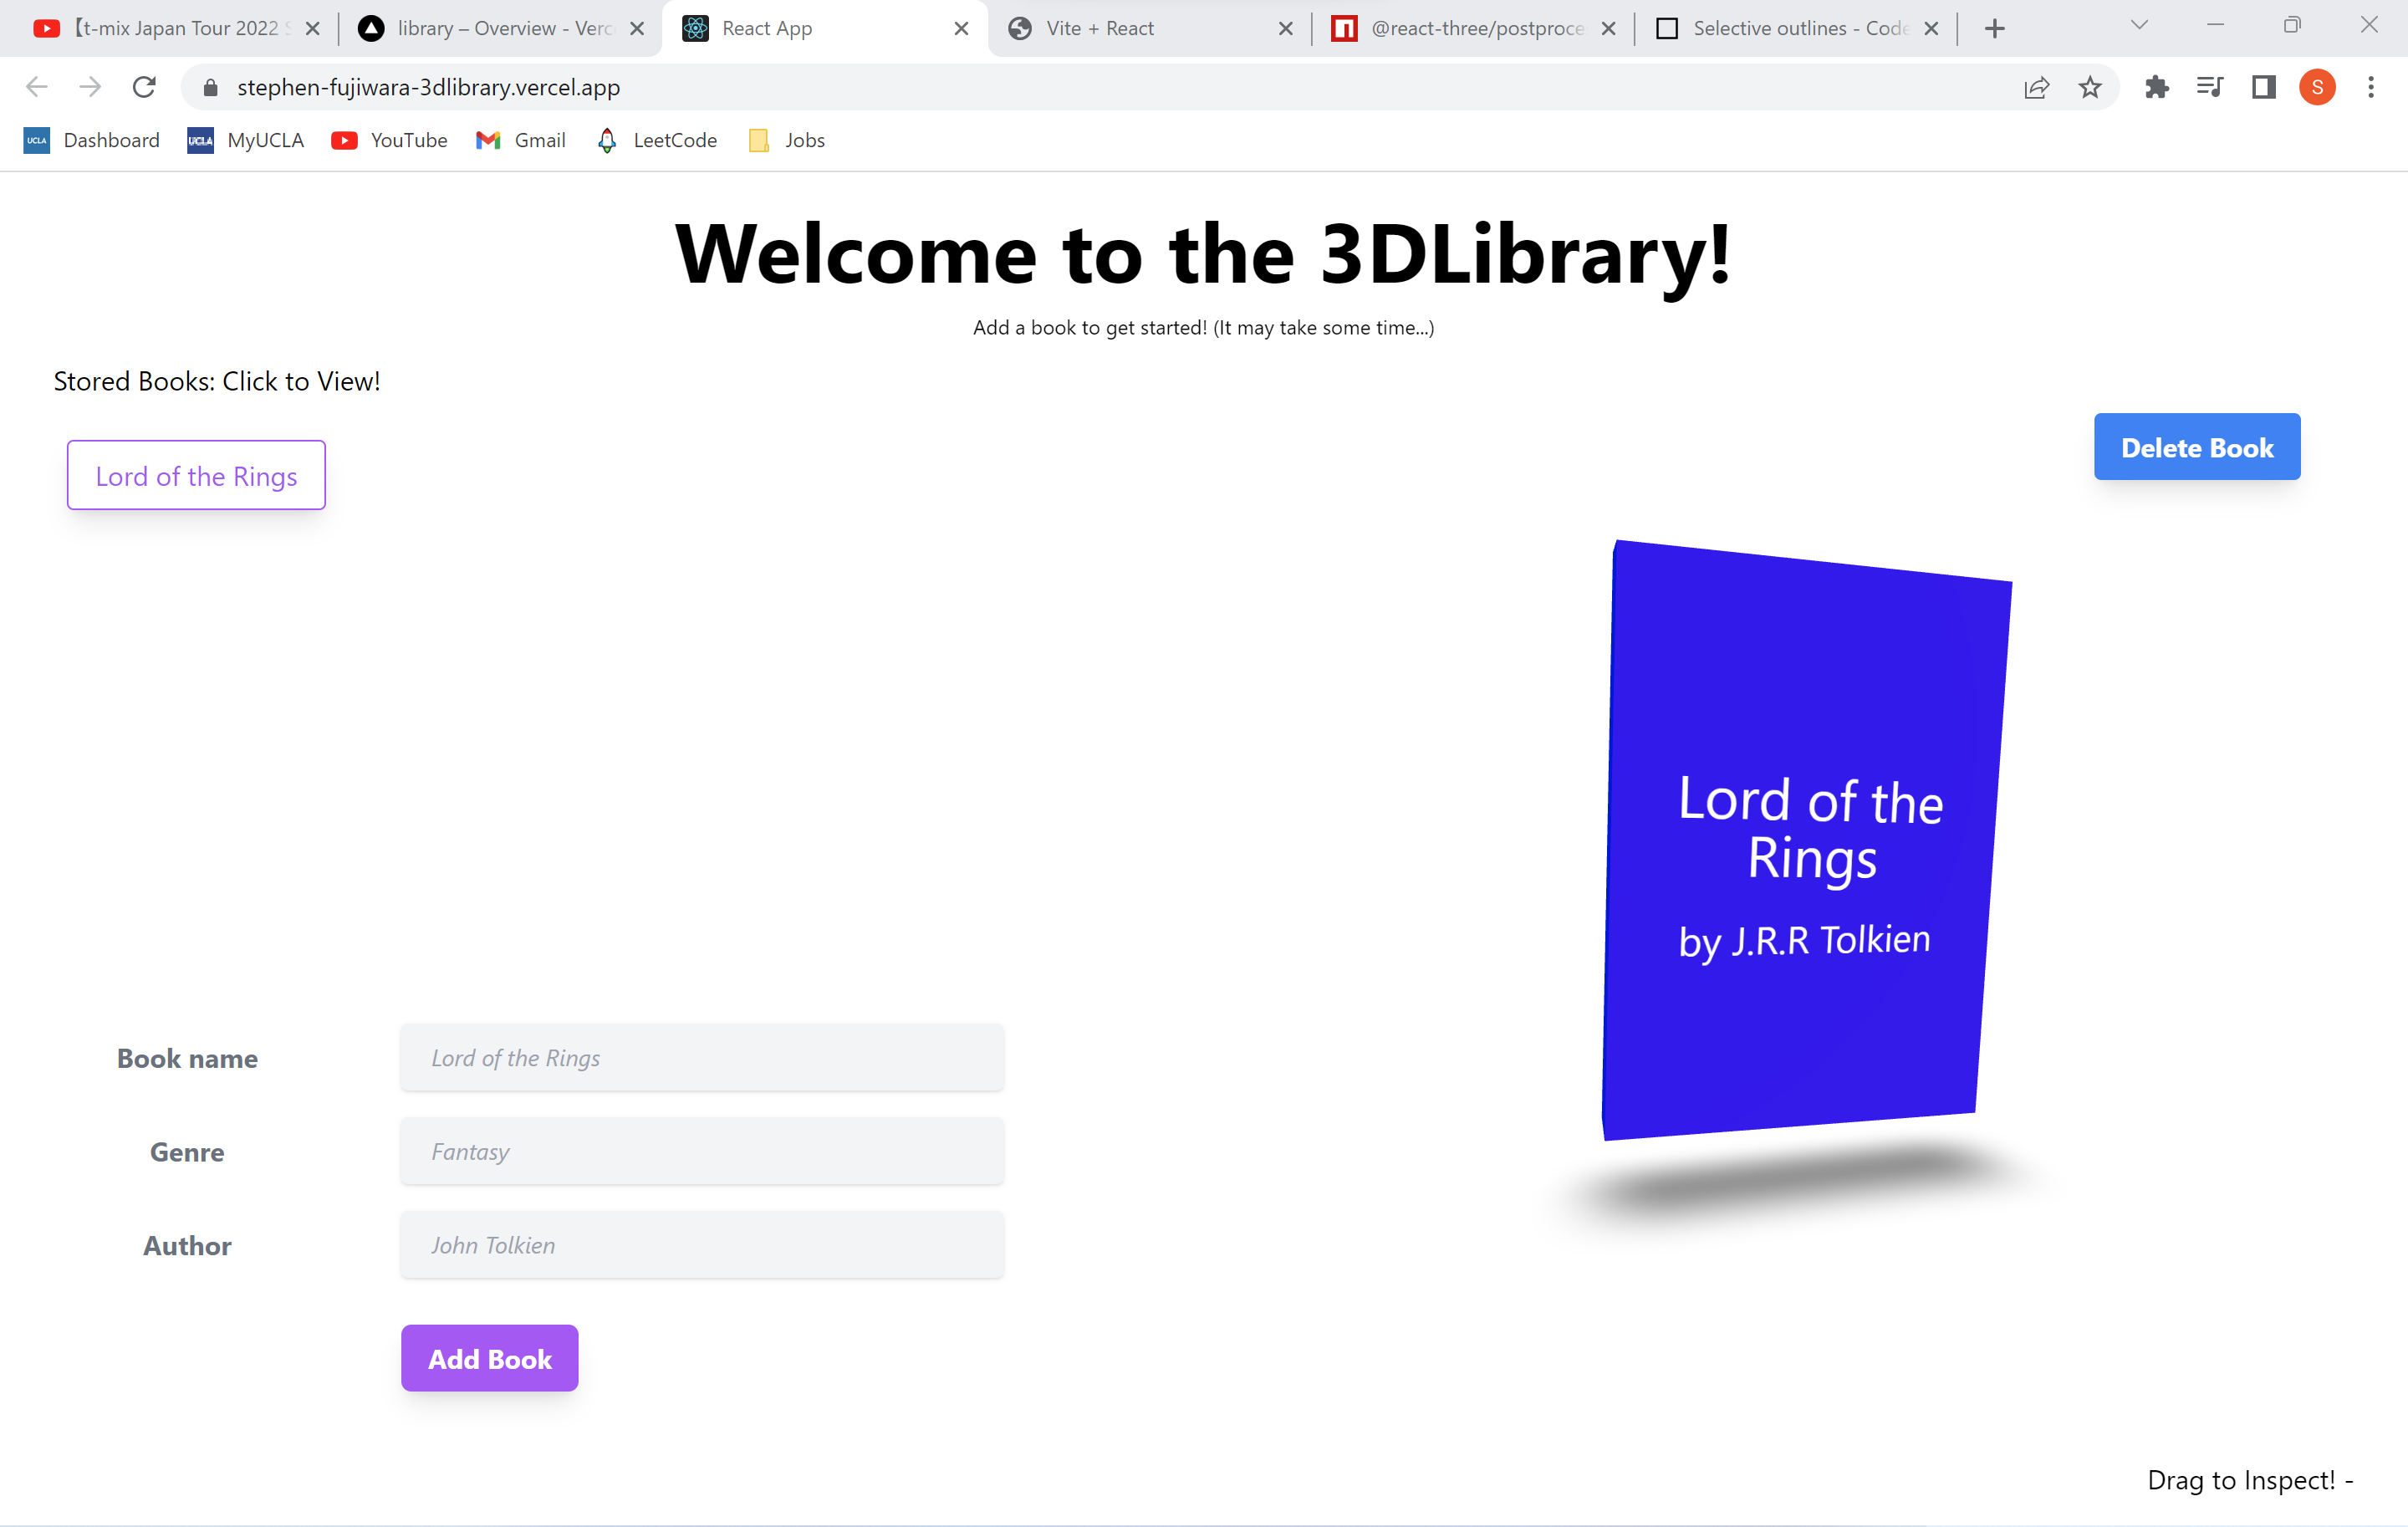 【t-mix Japan Tour 2022
library – Overview - Verc
React App
Vite + React
@react-three/postproce
Selective outlines - Code
stephen-fujiwara-3dlibrary.vercel.app
S
UCLA Dashboard
UCLA MyUCLA
YouTube
Gmail
LeetCode
Jobs
Welcome to the 3DLibrary!
Add a book to get started! (It may take some time...)
Stored Books: Click to View!
Lord of the Rings
Delete Book
Lord of the
Rings
by J.R.R Tolkien
Book name
Lord of the Rings
Genre
Fantasy
Author
John Tolkien
Add Book
Drag to Inspect! -